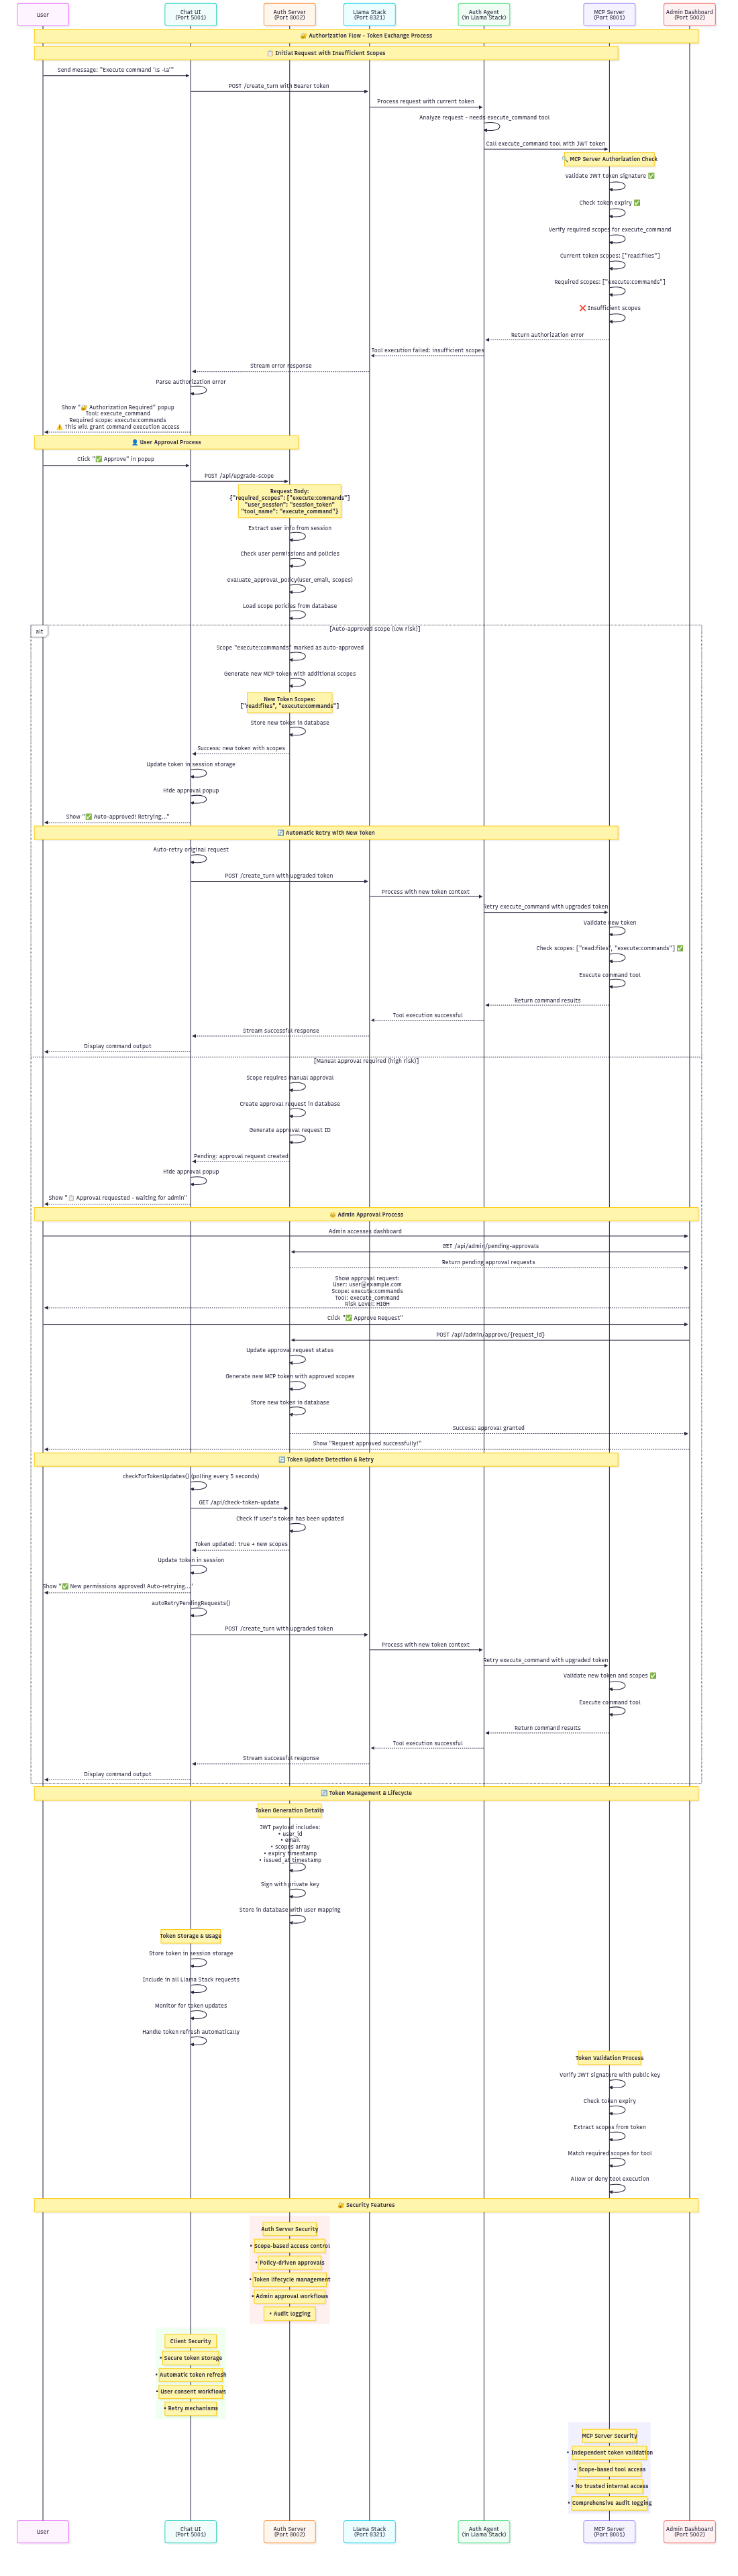 User
Chat UI
(Port 5001)
Auth Server
(Port 8002)
Llama Stack
(Port 8321)
Auth Agent
(in Llama Stack)
MCP Server
(Port 8001)
Admin Dashboard
(Port 5002)
🔐 Authorization Flow - Token Exchange Process
📋 Initial Request with Insufficient Scopes
Send message: "Execute command 'ls -la'"
POST /create_turn with Bearer token
Process request with current token
Analyze request - needs execute_command tool
Call execute_command tool with JWT token
🔍 MCP Server Authorization Check
Validate JWT token signature ✅
Check token expiry ✅
Verify required scopes for execute_command
Current token scopes: ["read:files"]
Required scopes: ["execute:commands"]
❌ Insufficient scopes
Return authorization error
Tool execution failed: insufficient scopes
Stream error response
Parse authorization error
Show "🔐 Authorization Required" popup
Tool: execute_command
Required scope: execute:commands
⚠️ This will grant command execution access
👤 User Approval Process
Click "✅ Approve" in popup
POST /api/upgrade-scope
Request Body:
{"required_scopes": ["execute:commands"]
"user_session": "session_token"
"tool_name": "execute_command"}
Extract user info from session
Check user permissions and policies
evaluate_approval_policy(user_email, scopes)
Load scope policies from database
alt
[Auto-approved scope (low risk)]
Scope "execute:commands" marked as auto-approved
Generate new MCP token with additional scopes
New Token Scopes:
["read:files", "execute:commands"]
Store new token in database
Success: new token with scopes
Update token in session storage
Hide approval popup
Show "✅ Auto-approved! Retrying..."
🔄 Automatic Retry with New Token
Auto-retry original request
POST /create_turn with upgraded token
Process with new token context
Retry execute_command with upgraded token
Validate new token
Check scopes: ["read:files", "execute:commands"] ✅
Execute command tool
Return command results
Tool execution successful
Stream successful response
Display command output
[Manual approval required (high risk)]
Scope requires manual approval
Create approval request in database
Generate approval request ID
Pending: approval request created
Hide approval popup
Show "📋 Approval requested - waiting for admin"
👑 Admin Approval Process
Admin accesses dashboard
GET /api/admin/pending-approvals
Return pending approval requests
Show approval request:
User: user@example.com
Scope: execute:commands
Tool: execute_command
Risk Level: HIGH
Click "✅ Approve Request"
POST /api/admin/approve/{request_id}
Update approval request status
Generate new MCP token with approved scopes
Store new token in database
Success: approval granted
Show "Request approved successfully!"
🔄 Token Update Detection & Retry
checkForTokenUpdates() (polling every 5 seconds)
GET /api/check-token-update
Check if user's token has been updated
Token updated: true + new scopes
Update token in session
Show "✅ New permissions approved! Auto-retrying..."
autoRetryPendingRequests()
POST /create_turn with upgraded token
Process with new token context
Retry execute_command with upgraded token
Validate new token and scopes ✅
Execute command tool
Return command results
Tool execution successful
Stream successful response
Display command output
🔄 Token Management & Lifecycle
Token Generation Details
JWT payload includes:
• user_id
• email
• scopes array
• expiry timestamp
• issued_at timestamp
Sign with private key
Store in database with user mapping
Token Storage & Usage
Store token in session storage
Include in all Llama Stack requests
Monitor for token updates
Handle token refresh automatically
Token Validation Process
Verify JWT signature with public key
Check token expiry
Extract scopes from token
Match required scopes for tool
Allow or deny tool execution
🔐 Security Features
Auth Server Security
• Scope-based access control
• Policy-driven approvals
• Token lifecycle management
• Admin approval workflows
• Audit logging
Client Security
• Secure token storage
• Automatic token refresh
• User consent workflows
• Retry mechanisms
MCP Server Security
• Independent token validation
• Scope-based tool access
• No trusted internal access
• Comprehensive audit logging
User
Chat UI
(Port 5001)
Auth Server
(Port 8002)
Llama Stack
(Port 8321)
Auth Agent
(in Llama Stack)
MCP Server
(Port 8001)
Admin Dashboard
(Port 5002)